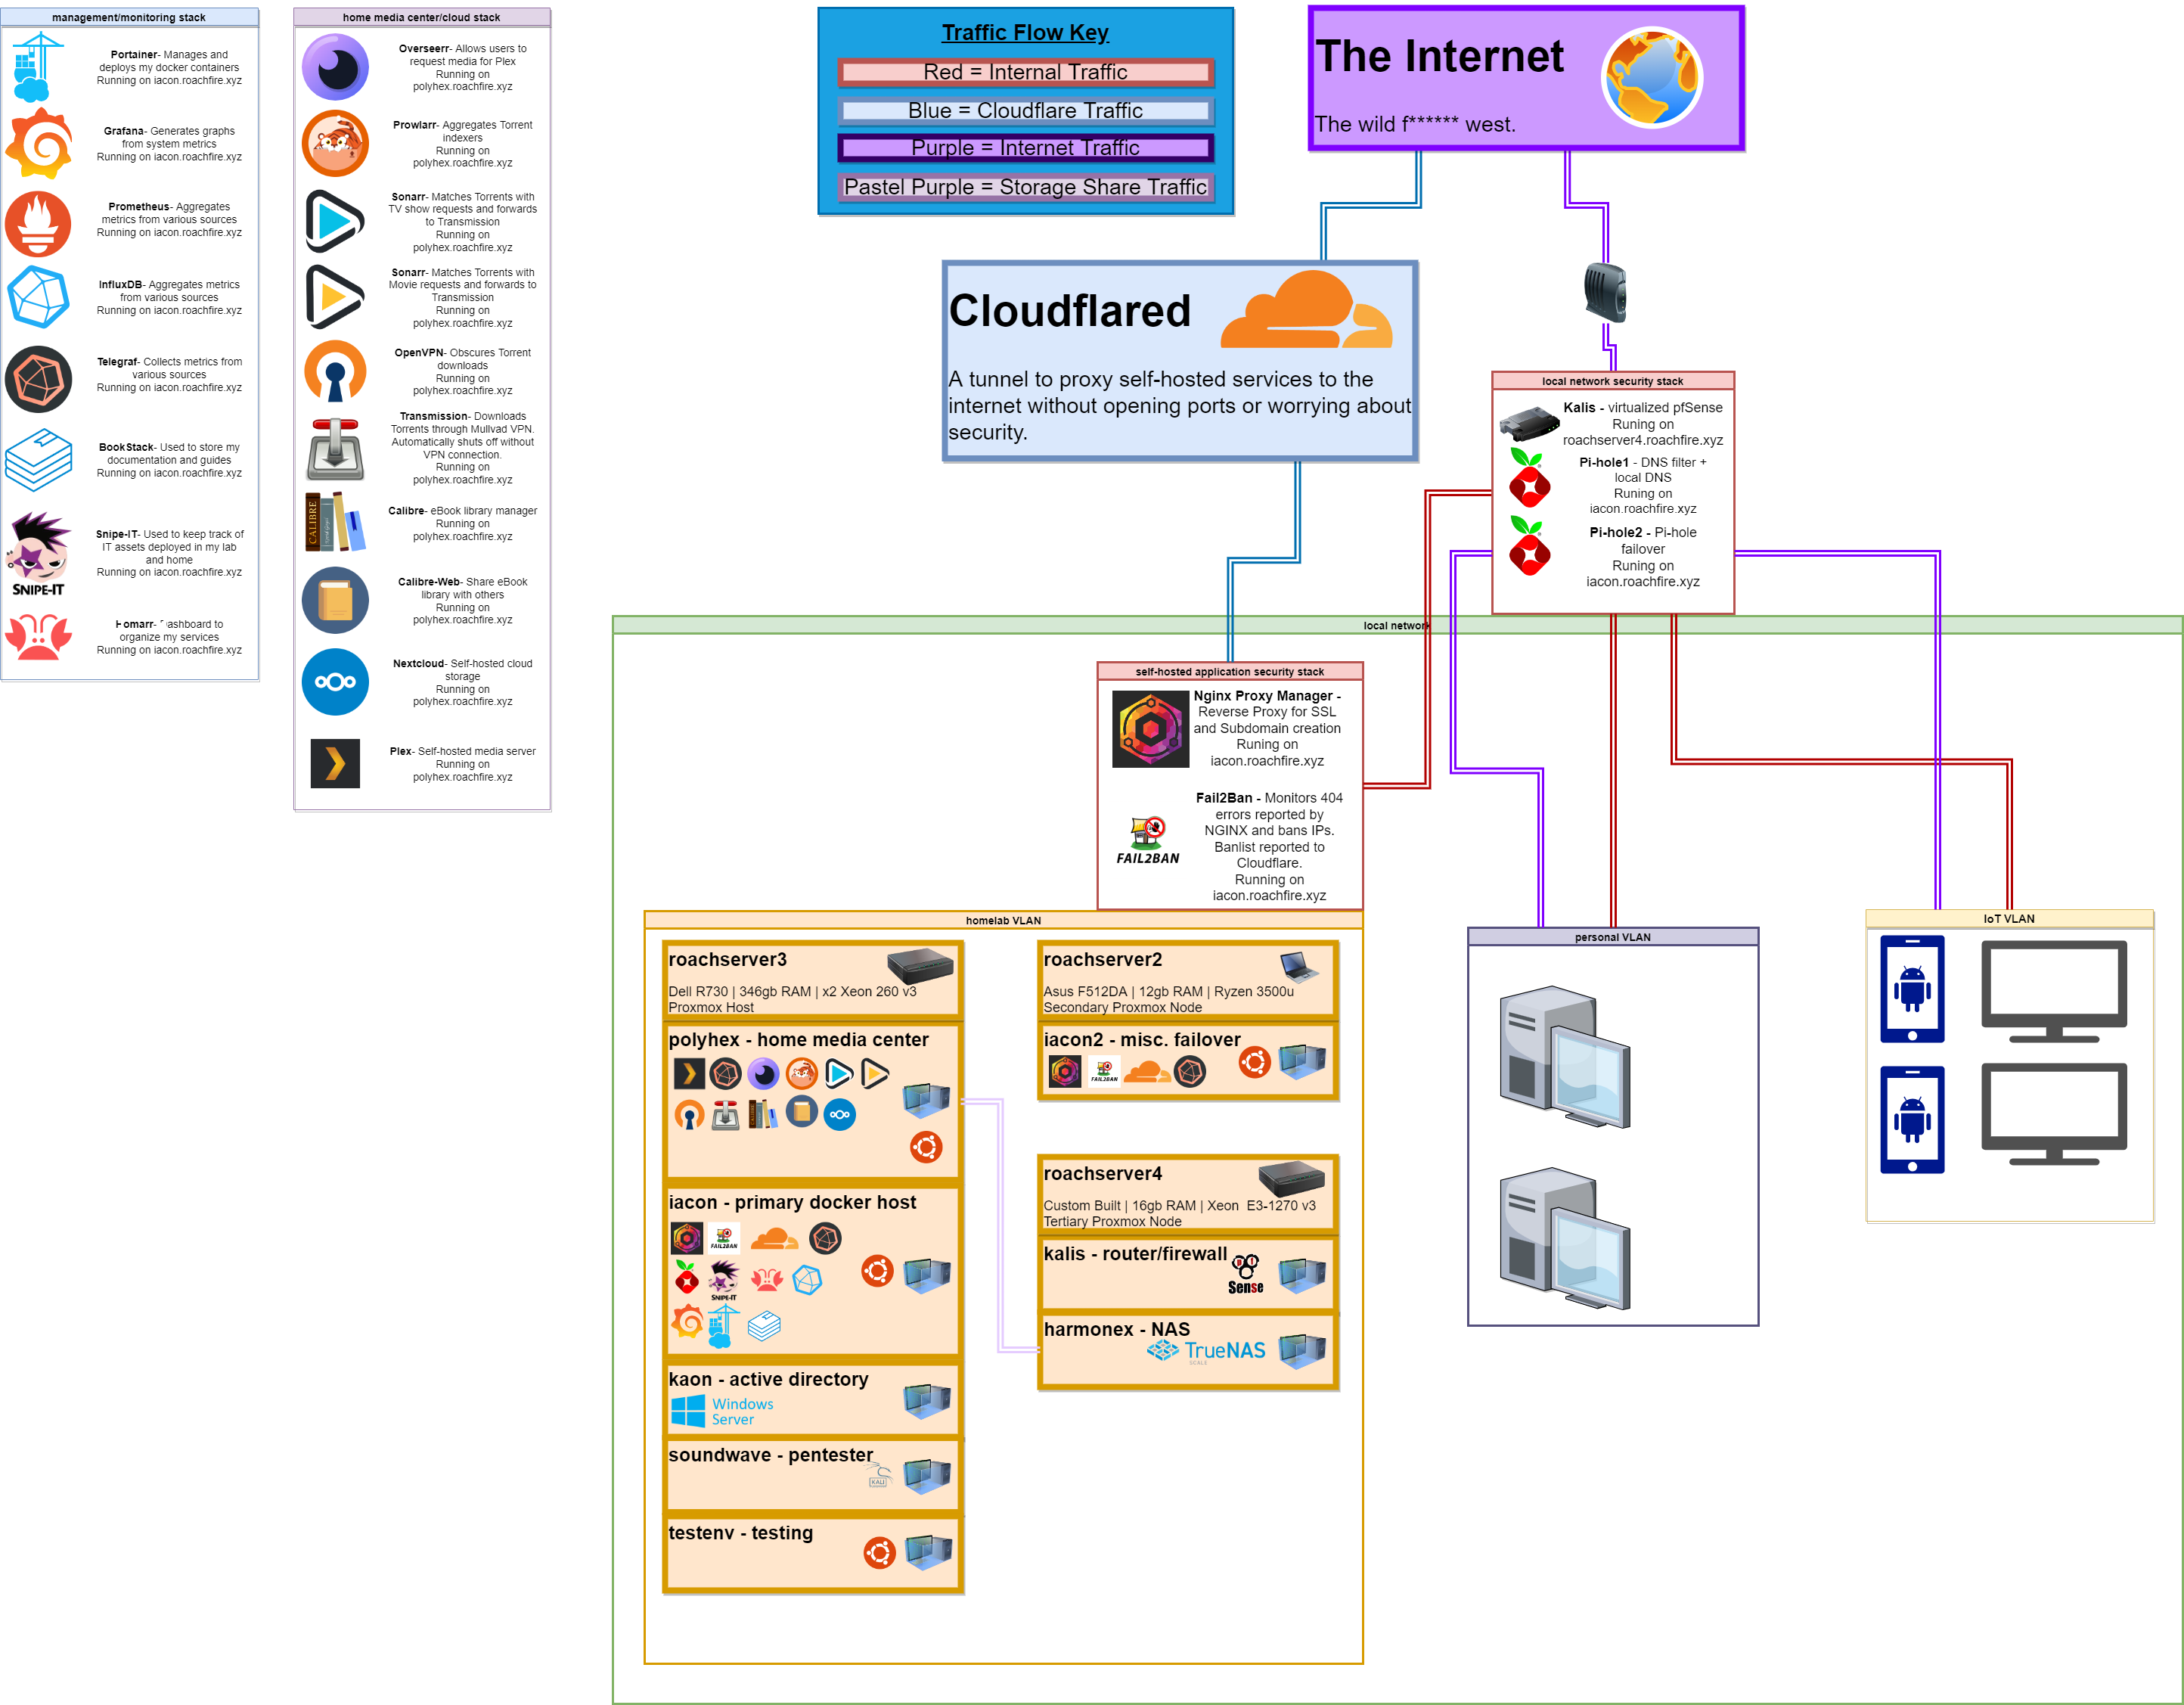 management/monitoring stack
Portainer- Manages and
deploys my docker containers
Running on iacon.roachfire.xyz
Grafana- Generates graphs
from system metrics
Running on iacon.roachfire.xyz
Prometheus- Aggregates
metrics from various sources
Running on iacon.roachfire.xyz
InfluxDB- Aggregates metrics
from various sources
Running on iacon.roachfire.xyz
Telegraf- Collects metrics from
various sources
Running on iacon.roachfire.xyz
BookStack- Used to store my
documentation and guides
Running on iacon.roachfire.xyz
SNIPE-IT
Snipe-IT- Used to keep track of
IT assets deployed in my lab
and home
Running on iacon.roachfire.xyz
Homarr- Dashboard to
organize my services
Running on iacon.roachfire.xyz
home media center/cloud stack
Overseerr- Allows users to
request media for Plex
Running on
polyhex.roachfire.xyz
Prowlarr- Aggregates Torrent
indexers
Running on
polyhex.roachfire.xyz
Sonarr- Matches Torrents with
TV show requests and forwards
to Transmission
Running on
polyhex.roachfire.xyz
Sonarr- Matches Torrents with
Movie requests and forwards to
Transmission
Running on
polyhex.roachfire.xyz
OpenVPN- Obscures Torrent
downloads
Running on
polyhex.roachfire.xyz
Transmission- Downloads
Torrents through Mullvad VPN.
Automatically shuts off without
VPN connection.
Running on
polyhex.roachfire.xyz
CALIBRE
Calibre- eBook library manager
Running on
polyhex.roachfire.xyz
Calibre-Web- Share eBook
library with others
Running on
polyhex.roachfire.xyz
Nextcloud- Self-hosted cloud
storage
Running on
polyhex.roachfire.xyz
Plex- Self-hosted media server
Running on
polyhex.roachfire.xyz
Traffic Flow Key
Red = Internal Traffic
Blue = Cloudflare Traffic
Purple = Internet Traffic
Pastel Purple = Storage Share Traffic
The Internet
The wild f****** west.
Cloudflared
A tunnel to proxy self-hosted services to the
internet without opening ports or worrying about
security.
local network security stack
Kalis - virtualized pfSense
Runing on
roachserver4.roachfire.xyz
Pi-hole1 - DNS filter +
local DNS
Runing on
iacon.roachfire.xyz
Pi-hole2 - Pi-hole
failover
Runing on
iacon.roachfire.xyz
local network
self-hosted application security stack
Nginx Proxy Manager -
Reverse Proxy for SSL
and Subdomain creation
Runing on
iacon.roachfire.xyz
FAIL2BAN
Fail2Ban - Monitors 404
errors reported by
NGINX and bans IPs.
Banlist reported to
Cloudflare.
Running on
iacon.roachfire.xyz
homelab VLAN
roachserver3
Dell R730 | 346gb RAM | x2 Xeon 260 v3
Proxmox Host
polyhex - home media center
iacon - primary docker host
FAIL2BAN
SNIPE-IT
kaon - active directory
Windows
Server
soundwave - pentester
KALI
testenv - testing
roachserver2
Asus F512DA | 12gb RAM | Ryzen 3500u
Secondary Proxmox Node
iacon2 - misc. failover
FAIL2BAN
roachserver4
Custom Built | 16gb RAM | Xeon  E3-1270 v3
Tertiary Proxmox Node
kalis - router/firewall
Sense
harmonex - NAS
TrueNAS
SCALE
personal VLAN
IoT VLAN